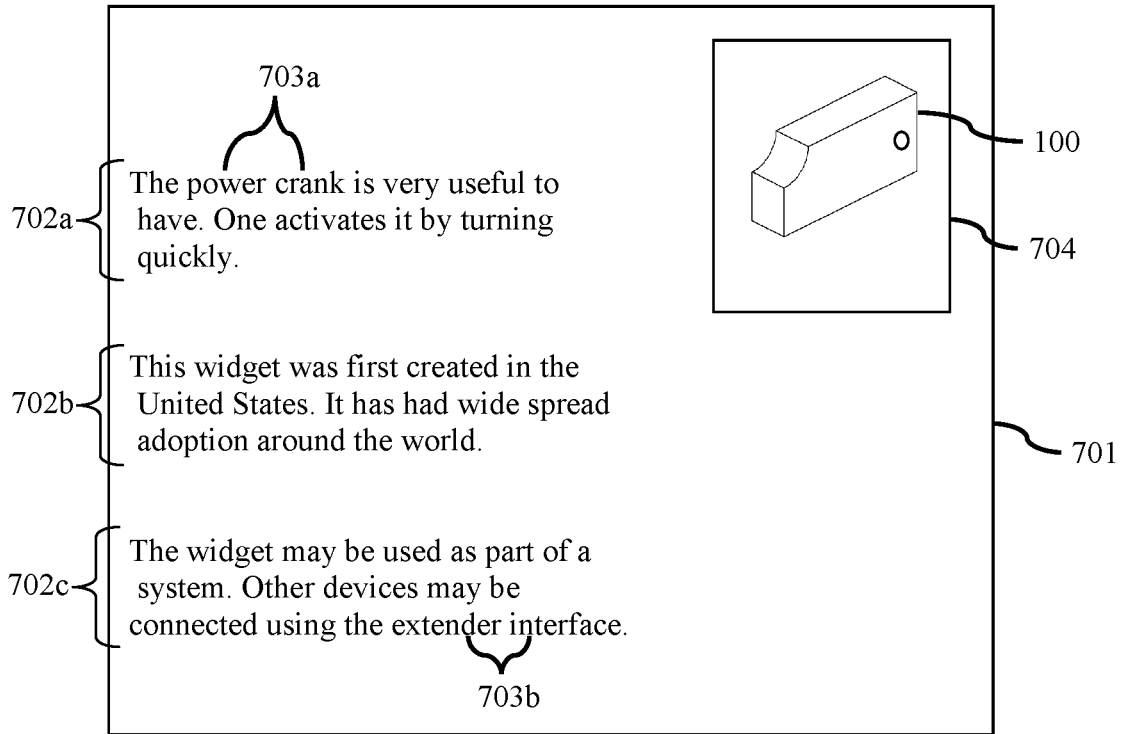 703a
100
702a
The power crank is very useful to
have. One activates it by turning
quickly.
704
702b
This widget was first created in the
United States. It has had wide spread
adoption around the world.
701
702c
The widget may be used as part of a
system. Other devices may be
connected using the extender interface.
703b